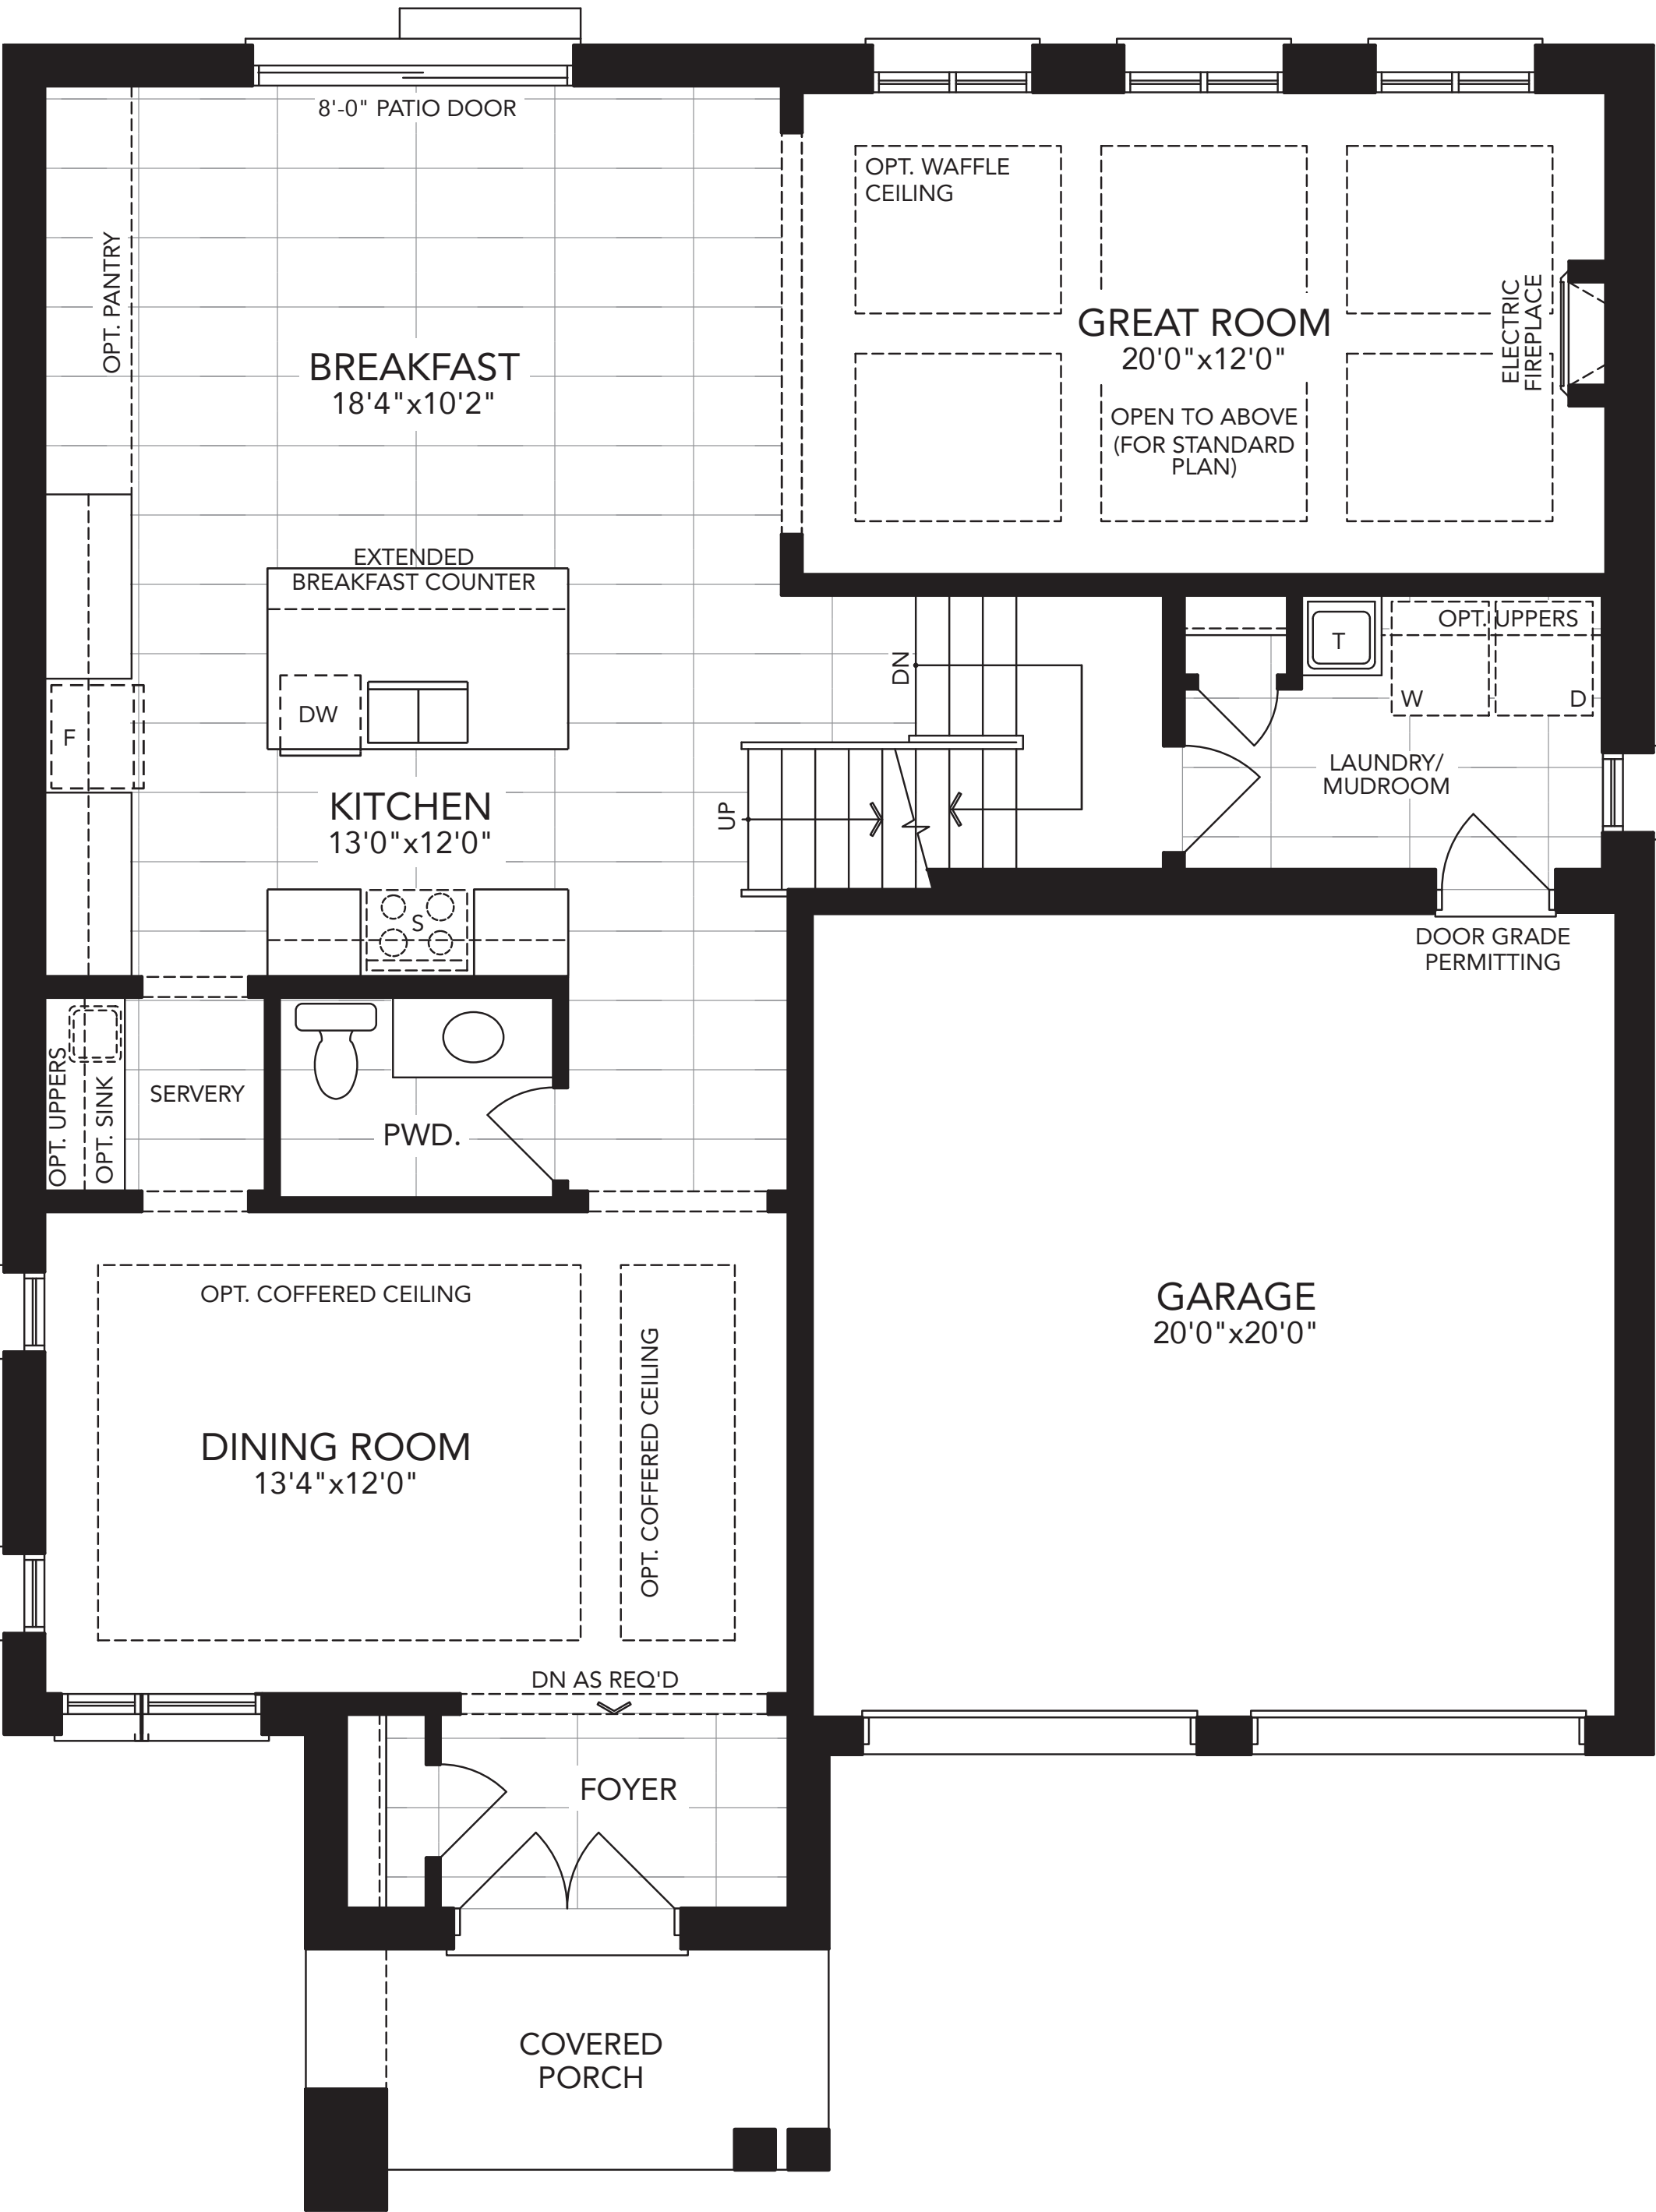 8'-0" PATIO DOOR
OPT. WAFFLE
CEILING
OPT. PANTRY
BREAKFAST
18'4"x10'2"
GREAT ROOM
20'0"x12'0"
OPEN TO ABOVE
(FOR STANDARD
PLAN)
ELECTRIC
FIREPLACE
EXTENDED
BREAKFAST COUNTER
DW
F
KITCHEN
13'0"x12'0"
S
DN
UP
T
OPT. UPPERS
W
D
LAUNDRY/
MUDROOM
DOOR GRADE
PERMITTING
OPT. UPPERS
OPT. SINK
SERVERY
PWD.
GARAGE
20'0"x20'0"
OPT. COFFERED CEILING
OPT. COFFERED CEILING
DINING ROOM
13'4"x12'0"
DN AS REQ'D
FOYER
COVERED
PORCH